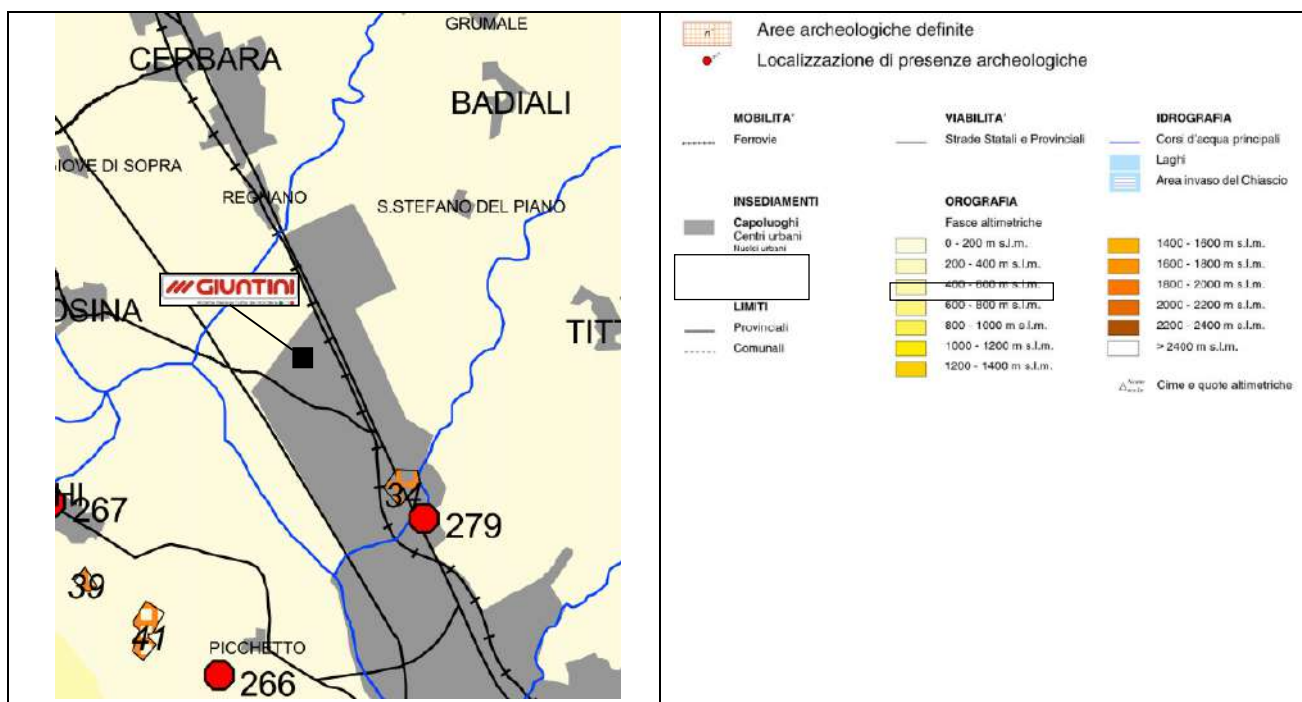 GRUMALE
CERBARA
BADIALI
GIOVE DI SOPRA
REGNANO
S.STEFANO DEL PIANO
GIUNTINI
OSINA
TITT
34
279
HI
267
39
41
PICCHETTO
266
Aree archeologiche definite
Localizzazione di presenze archeologiche
MOBILITA'
Ferrovie
VIABILITA'
Strade Statali e Provinciali
IDROGRAFIA
Corsi d'acqua principali
Laghi
Area invaso del Chiascio
INSEDIAMENTI
Capoluoghi
Centri urbani
Nuclei urbani
LIMITI
Provinciali
Comunali
OROGRAFIA
Fasce altimetriche
0 - 200 m s.l.m.
200 - 400 m s.l.m.
400 - 600 m s.l.m.
600 - 800 m s.l.m.
800 - 1000 m s.l.m.
1000 - 1200 m s.l.m.
1200 - 1400 m s.l.m.
1400 - 1600 m s.l.m.
1600 - 1800 m s.l.m.
1800 - 2000 m s.l.m.
2000 - 2200 m s.l.m.
2200 - 2400 m s.l.m.
> 2400 m s.l.m.
Cime e quote altimetriche